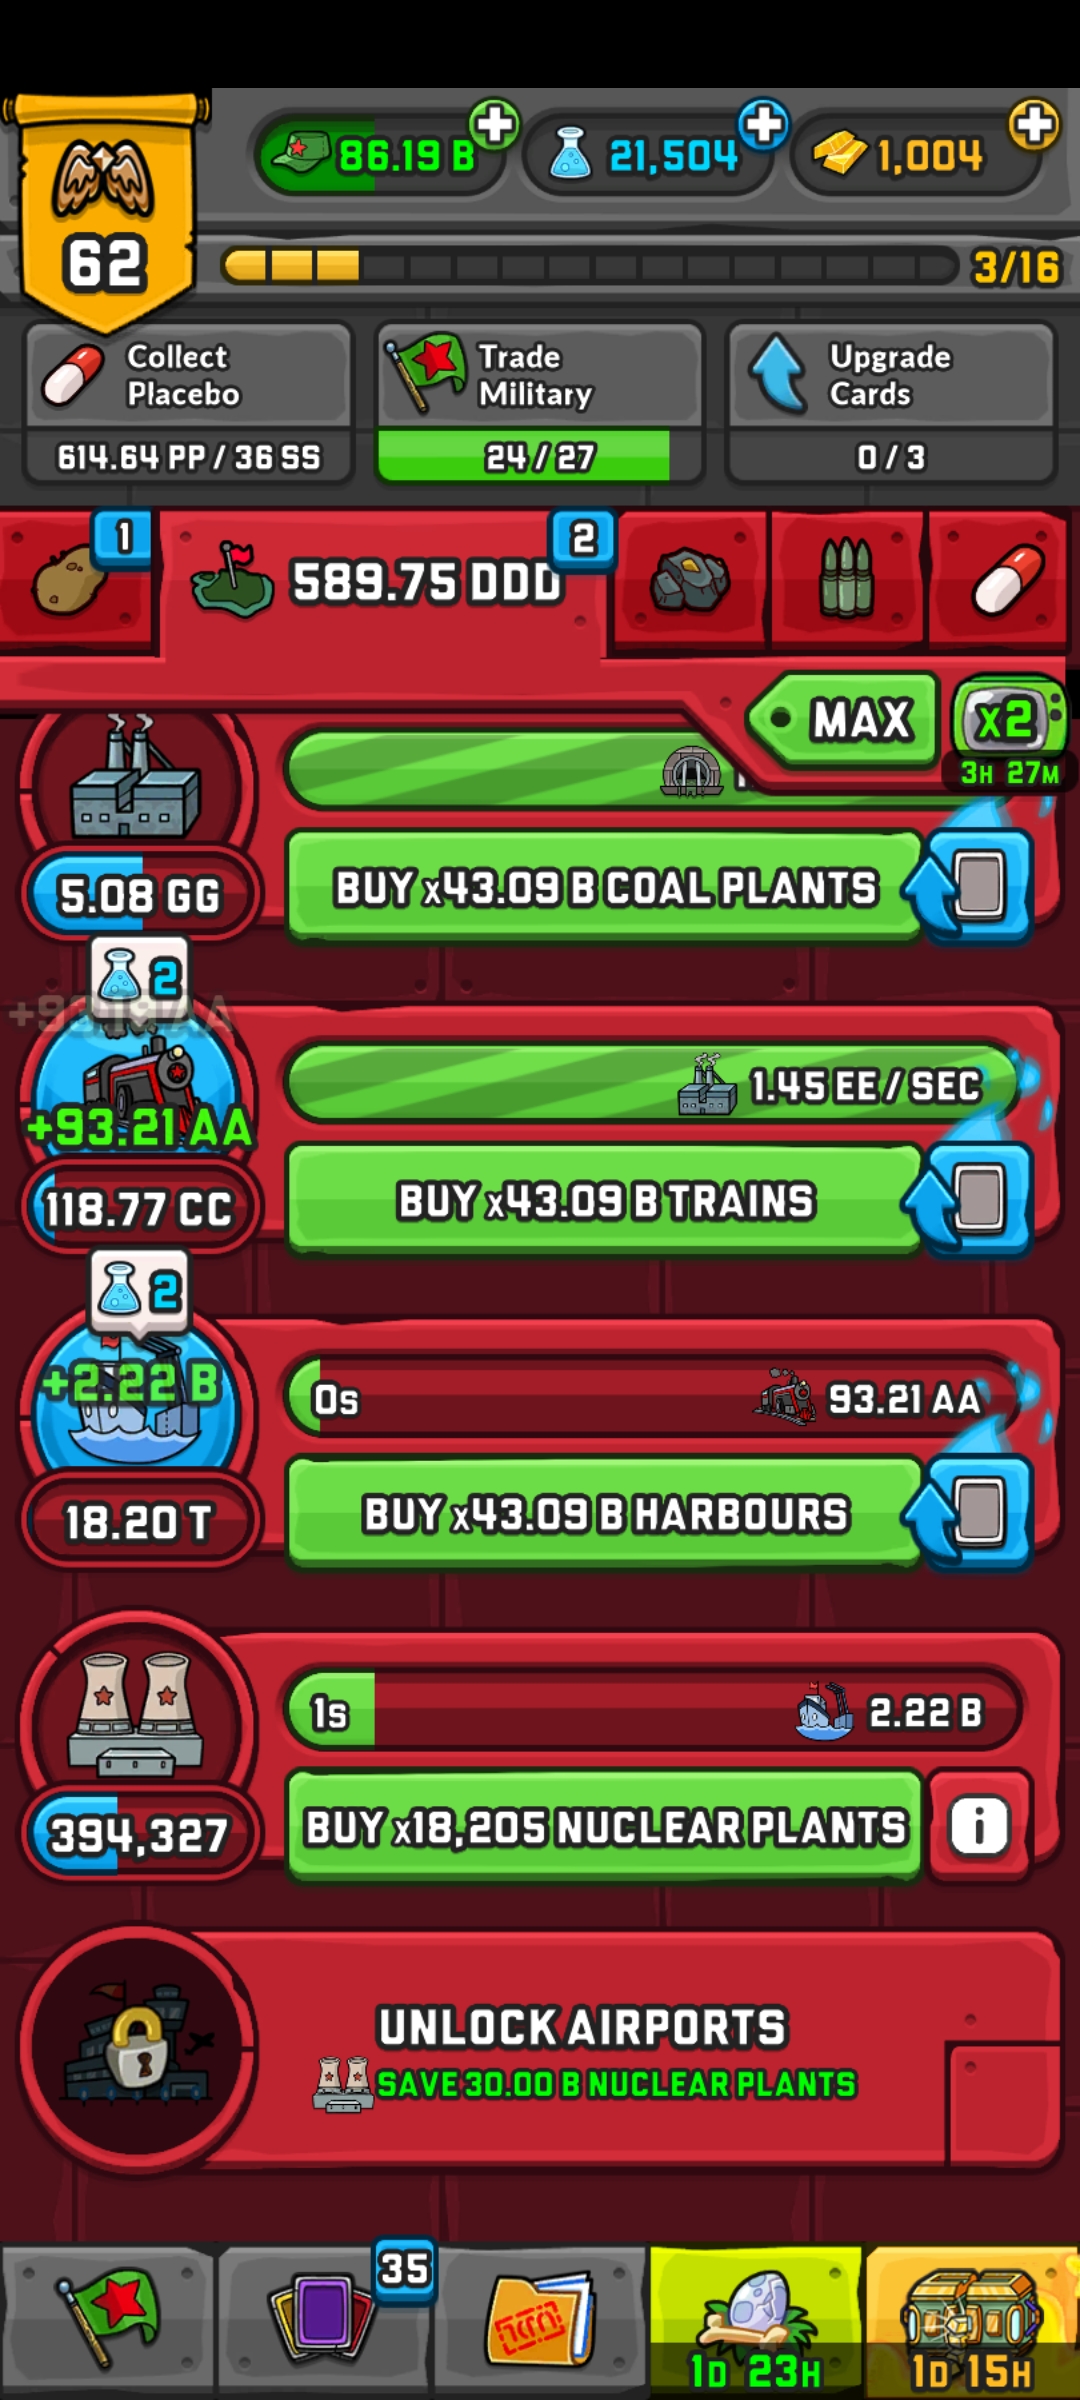 86.19 B
21,504
1,004
62
3/16
Collect
Placebo
Trade
Military
Upgrade
Cards
614.64 PP / 36 SS
24 / 27
0 / 3
1
589.75 DDD
2
MAX
x2
3H 27M
5.08 GG
BUY x43.09 B COAL PLANTS
2
+93.21 AA
1.45 EE / SEC
118.77 CC
BUY x43.09 B TRAINS
2
+2.22 B
0s
93.21 AA
18.20 T
BUY x43.09 B HARBOURS
1s
2.22 B
394,327
BUY x18,205 NUCLEAR PLANTS
i
UNLOCK AIRPORTS
SAVE 30.00 B NUCLEAR PLANTS
35
1D 23H
1D 15H